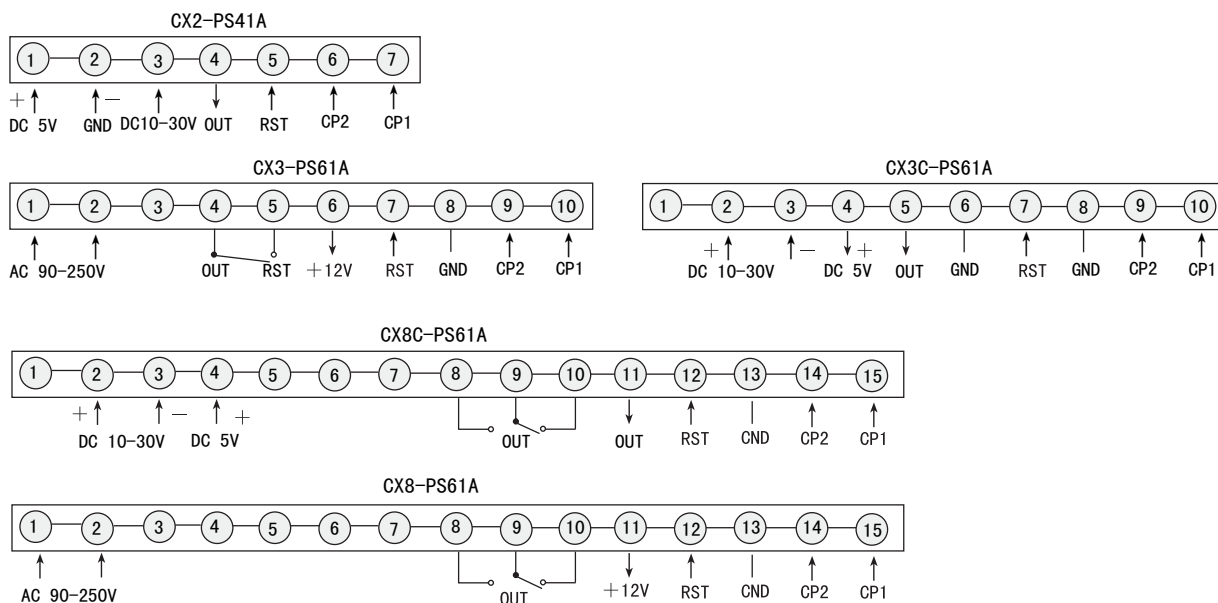 CX2-PS41A
1 2 3 4 5 6 7
+ −
DC 5V GND DC10-30V OUT RST CP2 CP1
CX3-PS61A
1 2 3 4 5 6 7 8 9 10
AC 90-250V OUT RST +12V RST GND CP2 CP1
CX3C-PS61A
1 2 3 4 5 6 7 8 9 10
+ − +
DC 10-30V DC 5V OUT GND RST GND CP2 CP1
CX8C-PS61A
1 2 3 4 5 6 7 8 9 10 11 12 13 14 15
+ − +
DC 10-30V DC 5V OUT OUT RST CND CP2 CP1
CX8-PS61A
1 2 3 4 5 6 7 8 9 10 11 12 13 14 15
AC 90-250V OUT +12V RST CND CP2 CP1